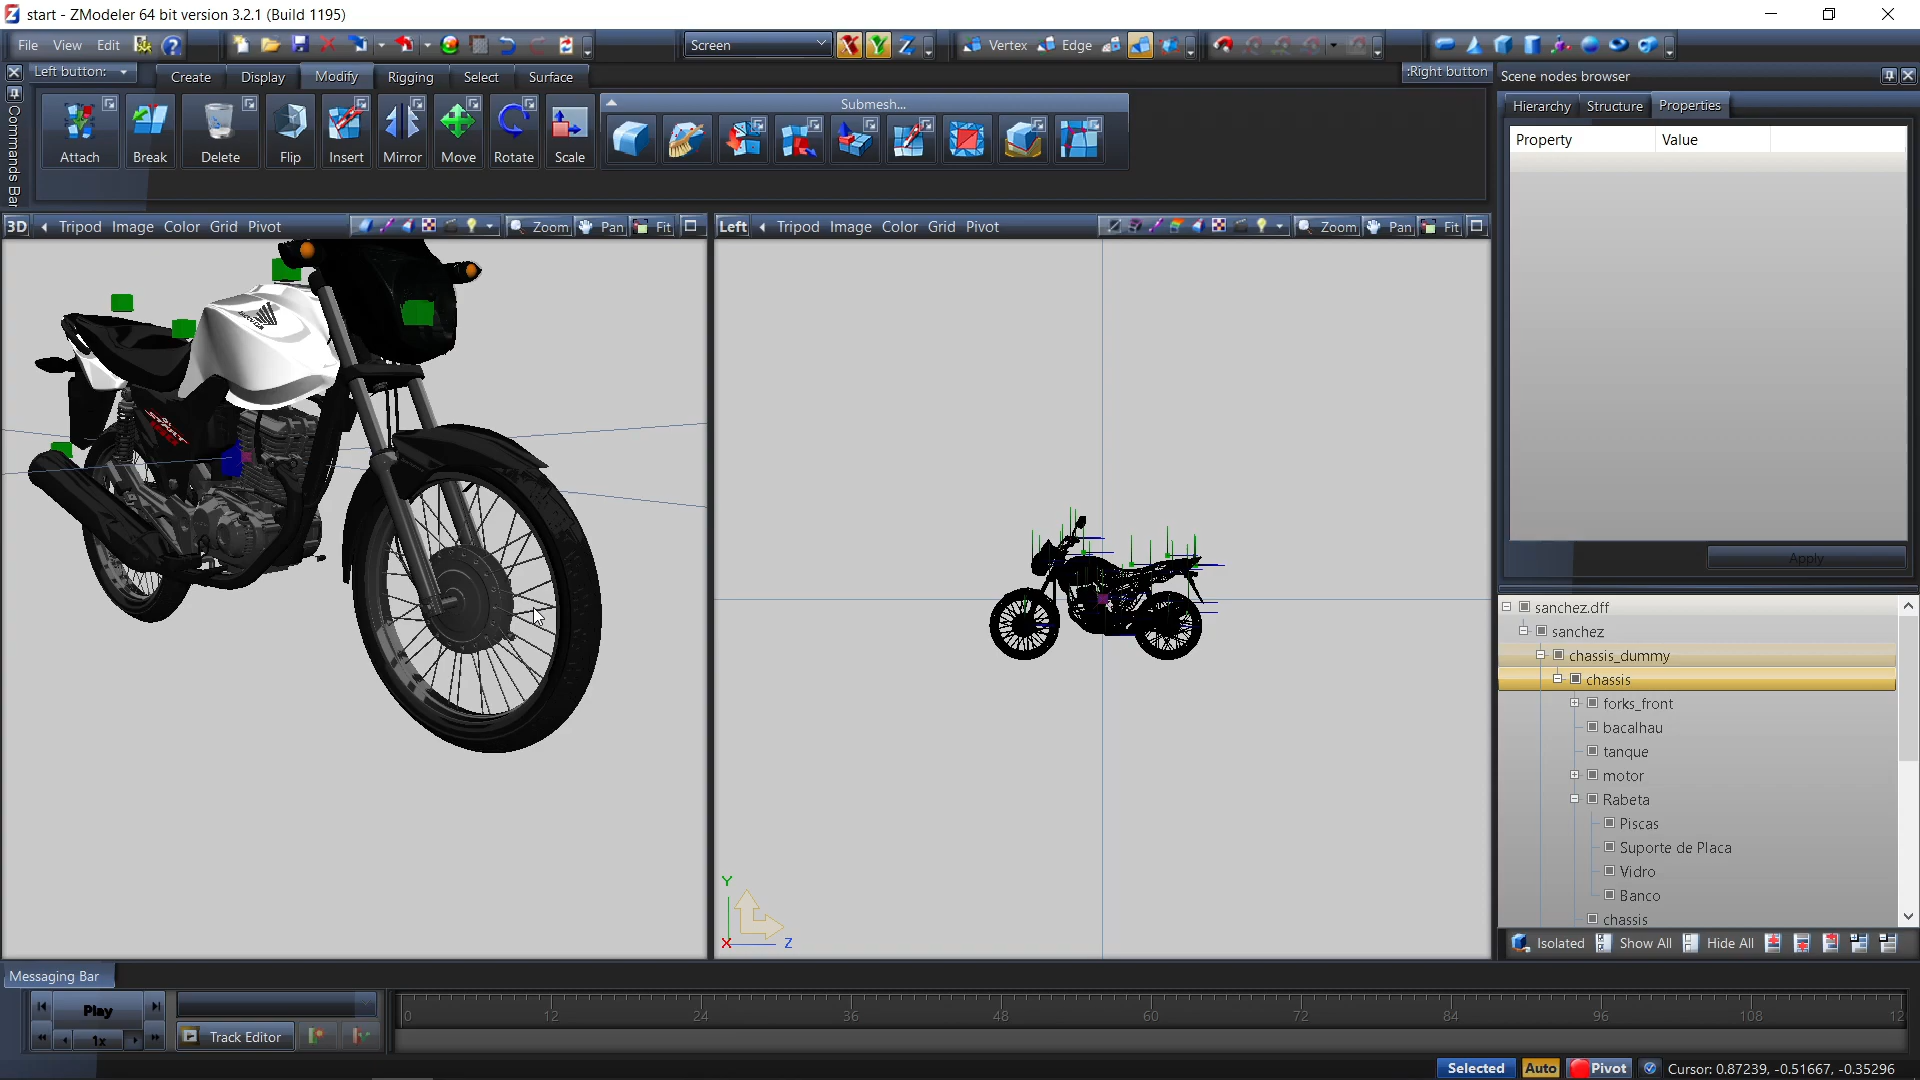 start - ZModeler 64 bit version 3.2.1 (Build 1195)
File View Edit
Screen
Vertex Edge
Left button:
Create Display Modify Rigging Select Surface
:Right button
Scene nodes browser
Commands Bar
Submesh...
Attach Break Delete Flip Insert Mirror Move Rotate Scale
Hierarchy Structure Properties
Property Value
3D Tripod Image Color Grid Pivot Zoom Pan Fit
Left Tripod Image Color Grid Pivot Zoom Pan Fit
START
Apply
sanchez.dff
sanchez
chassis_dummy
chassis
forks_front
bacalhau
tanque
motor
Rabeta
Piscas
Suporte de Placa
Vidro
Banco
chassis
Y
X Z
Isolated Show All Hide All
Messaging Bar
Play
1x
Track Editor
0 12 24 36 48 60 72 84 96 108 12
Selected Auto Pivot Cursor: 0.87239, -0.51667, -0.35296